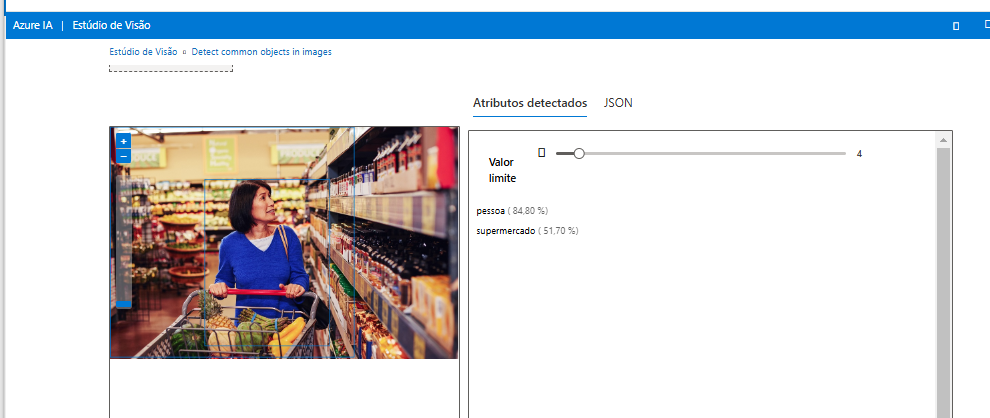 Azure IA | Estúdio de Visão
Estúdio de Visão Detect common objects in images
Atributos detectados JSON
+
−
PRODUCE
Valor
limite
4
pessoa ( 84,80 %)
supermercado ( 51,70 %)